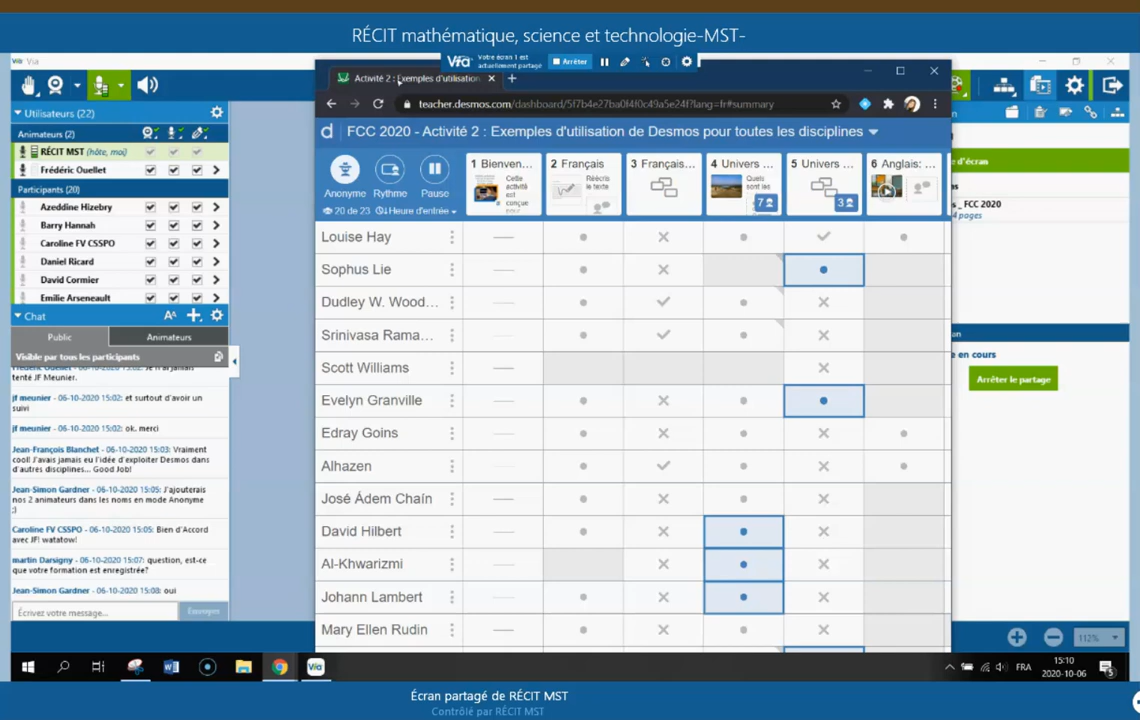 RÉCIT mathématique, science et technologie-MST-
Via
Via
Votre écran 1 est
actuellement partagé
Arrêter
Activité 2 : Exemples d'utilisation
teacher.desmos.com/dashboard/5f7b4e27ba0f4f0c49a5e24f?lang=fr#summary
FCC 2020 - Activité 2 : Exemples d'utilisation de Desmos pour toutes les disciplines
Anonyme
Rythme
Pause
20 de 23
Heure d'entrée
1 Bienven...
Cette
activité
est
conçue
pour
2 Français
Réécris
le texte
3 Français...
4 Univers ...
Quels
sont les
7
5 Univers ...
3
6 Anglais: ...
Louise Hay
Sophus Lie
Dudley W. Wood...
Srinivasa Rama...
Scott Williams
Evelyn Granville
Edray Goins
Alhazen
José Ádem Chaín
David Hilbert
Al-Khwarizmi
Johann Lambert
Mary Ellen Rudin
Utilisateurs (22)
Animateurs (2)
RÉCIT MST (hôte, moi)
Frédéric Ouellet
Participants (20)
Azeddine Hizebry
Barry Hannah
Caroline FV CSSPO
Daniel Ricard
David Cormier
Emilie Arseneault
Chat
Public
Animateurs
Visible par tous les participants
tenté JF Meunier.
jf meunier - 06-10-2020 15:02: et surtout d'avoir un
suivi
jf meunier - 06-10-2020 15:02: ok. merci
Jean-François Blanchet -06-10-2020 15:03: Vraiment
cool! J'avais jamais eu l'idée d'exploiter Desmos dans
d'autres disciplines... Good Job!
Jean-Simon Gardner - 06-10-2020 15:05: J'ajouterais
nos 2 animateurs dans les noms en mode Anonyme
;)
Caroline FV CSSPO - 06-10-2020 15:05: Bien d'Accord
avec JF! watatow!
martin Darsigny - 06-10-2020 15:07: question, est-ce
que votre formation est enregistrée?
Jean-Simon Gardner - 06-10-2020 15:08: oui
Écrivez votre message...
Envoyer
d'écran
_ FCC 2020
4 pages
e en cours
Arrêter le partage
112%
FRA
15:10
2020-10-06
5
Écran partagé de RÉCIT MST
Contrôlé par RÉCIT MST